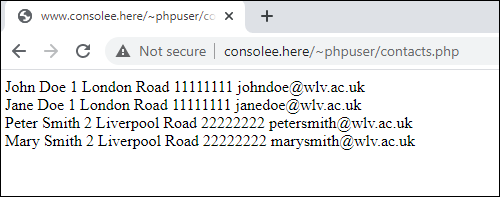 www.consolee.here/~phpuser/co
Not secure | consolee.here/~phpuser/contacts.php
John Doe 1 London Road 11111111 johndoe@wlv.ac.uk
Jane Doe 1 London Road 11111111 janedoe@wlv.ac.uk
Peter Smith 2 Liverpool Road 22222222 petersmith@wlv.ac.uk
Mary Smith 2 Liverpool Road 22222222 marysmith@wlv.ac.uk